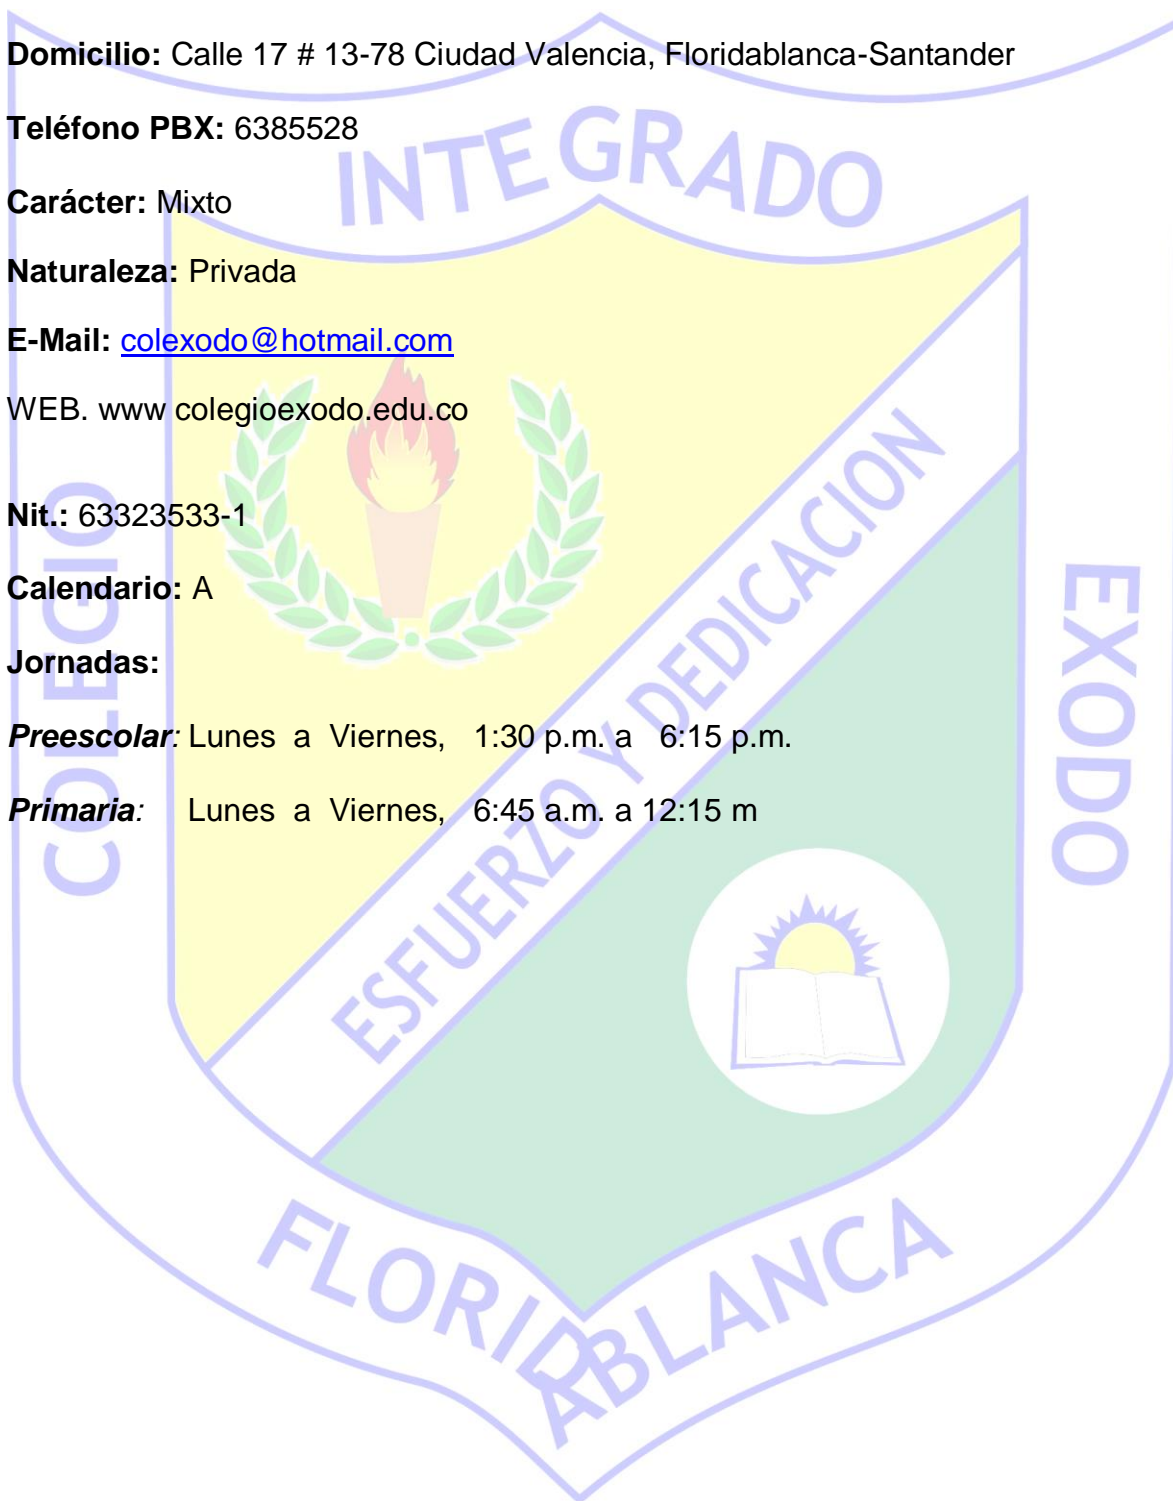 Domicilio: Calle 17 # 13-78 Ciudad Valencia, Floridablanca-Santander
Teléfono PBX: 6385528
INTEGRADO
Carácter: Mixto
Naturaleza: Privada
E-Mail: colexodo@hotmail.com
WEB. www colegioexodo.edu.co
Nit.: 63323533-1
Calendario: A
Jornadas:
Preescolar: Lunes a Viernes, 1:30 p.m. a 6:15 p.m.
Primaria: Lunes a Viernes, 6:45 a.m. a 12:15 m
COLEGIO
ESFUERZO Y DEDICACION
EXODO
FLORIDABLANCA